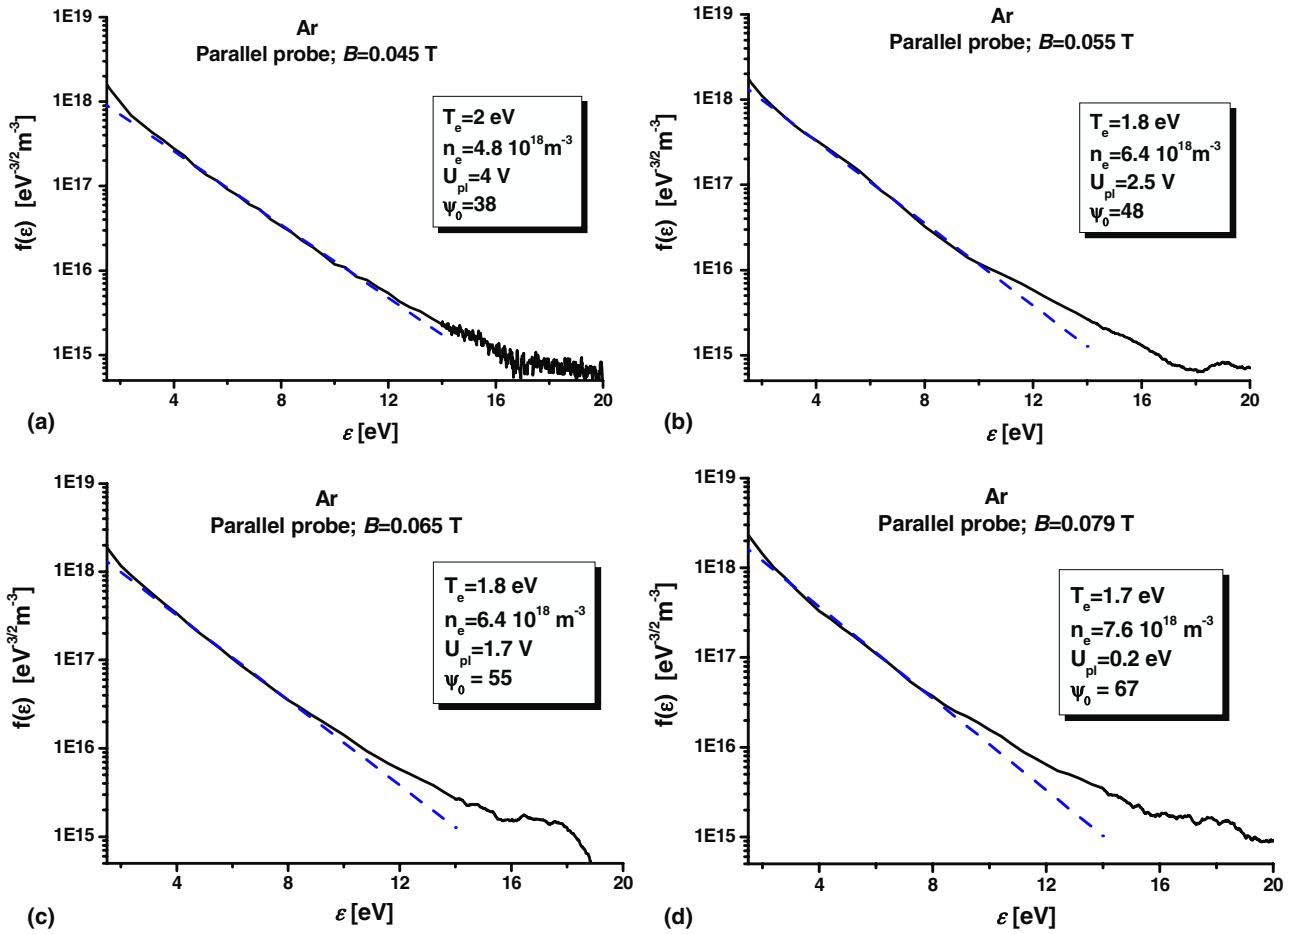 1E19
1E18
1E17
1E16
1E15
f(ε) [eV^-3/2 m^-3]
Ar
Parallel probe; B=0.045 T
T_e=2 eV
n_e=4.8 10^18 m^-3
U_pl=4 V
ψ_0=38
4 8 12 16 20
(a)
ε [eV]
1E19
1E18
1E17
1E16
1E15
f(ε) [eV^-3/2 m^-3]
Ar
Parallel probe; B=0.055 T
T_e=1.8 eV
n_e=6.4 10^18 m^-3
U_pl=2.5 V
ψ_0=48
4 8 12 16 20
(b)
ε [eV]
1E19
1E18
1E17
1E16
1E15
f(ε) [eV^-3/2 m^-3]
Ar
Parallel probe; B=0.065 T
T_e=1.8 eV
n_e=6.4 10^18 m^-3
U_pl=1.7 V
ψ_0 = 55
4 8 12 16 20
(c)
ε [eV]
1E19
1E18
1E17
1E16
1E15
f(ε) [eV^-3/2 m^-3]
Ar
Parallel probe; B=0.079 T
T_e=1.7 eV
n_e=7.6 10^18 m^-3
U_pl=0.2 eV
ψ_0 = 67
4 8 12 16 20
(d)
ε [eV]